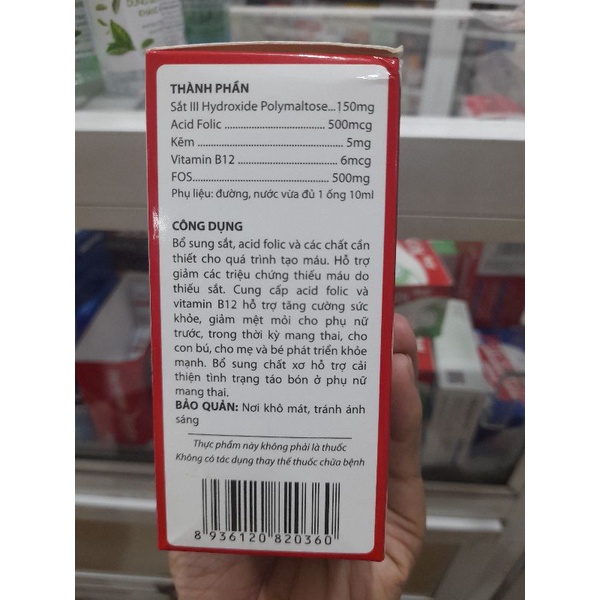 THÀNH PHẦN
Sắt III Hydroxide Polymaltose...150mg
Acid Folic .................................. 500mcg
Kẽm ................................................ 5mg
Vitamin B12 .................................. 6mcg
FOS.............................................. 500mg
Phụ liệu: đường, nước vừa đủ 1 ống 10ml
CÔNG DỤNG
Bổ sung sắt, acid folic và các chất cần
thiết cho quá trình tạo máu. Hỗ trợ
giảm các triệu chứng thiếu máu do
thiếu sắt. Cung cấp acid folic và
vitamin B12 hỗ trợ tăng cường sức
khỏe, giảm mệt mỏi cho phụ nữ
trước, trong thời kỳ mang thai, cho
con bú, cho mẹ và bé phát triển khỏe
mạnh. Bổ sung chất xơ hỗ trợ cải
thiện tình trạng táo bón ở phụ nữ
mang thai.
BẢO QUẢN: Nơi khô mát, tránh ánh
sáng
Thực phẩm này không phải là thuốc
Không có tác dụng thay thế thuốc chữa bệnh
8 936120 820360